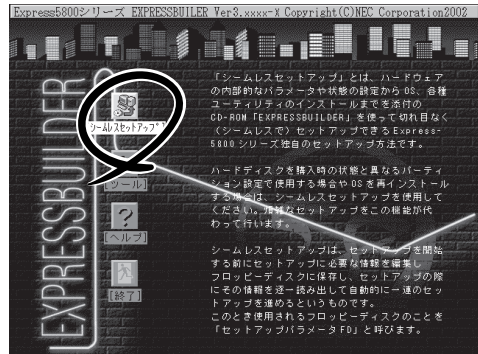 Express5800シリーズ EXPRESSBUILER Ver3.xxxx-X Copyright(C)NEC Corporation2002
EXPRESSBUILDER
シームレスセットアップ
[ツール]
[ヘルプ]
[終了]
「シームレスセットアップ」とは、ハードウェア
の内部的なパラメータや状態の設定から OS、各種
ユーティリティのインストールまでを添付の
CD-ROM「EXPRESSBUILDER」を使って切れ目なく
(シームレスで) セットアップできる Express-
5800 シリーズ独自のセットアップ方法です。
ハードディスクを購入時の状態と異なるパーティ
ション設定で使用する場合や OS を再インストール
する場合は、シームレスセットアップを使用して
ください。煩雑なセットアップをこの機能が代
わって行います。
シームレスセットアップは、セットアップを開始
する前にセットアップに必要な情報を編集し
フロッピーディスクに保存し、セットアップの際
にその情報を逐一読み出して自動的に一連のセッ
トアップを進めるというものです。
このとき使用されるフロッピーディスクのことを
「セットアップパラメータ FD」と呼びます。